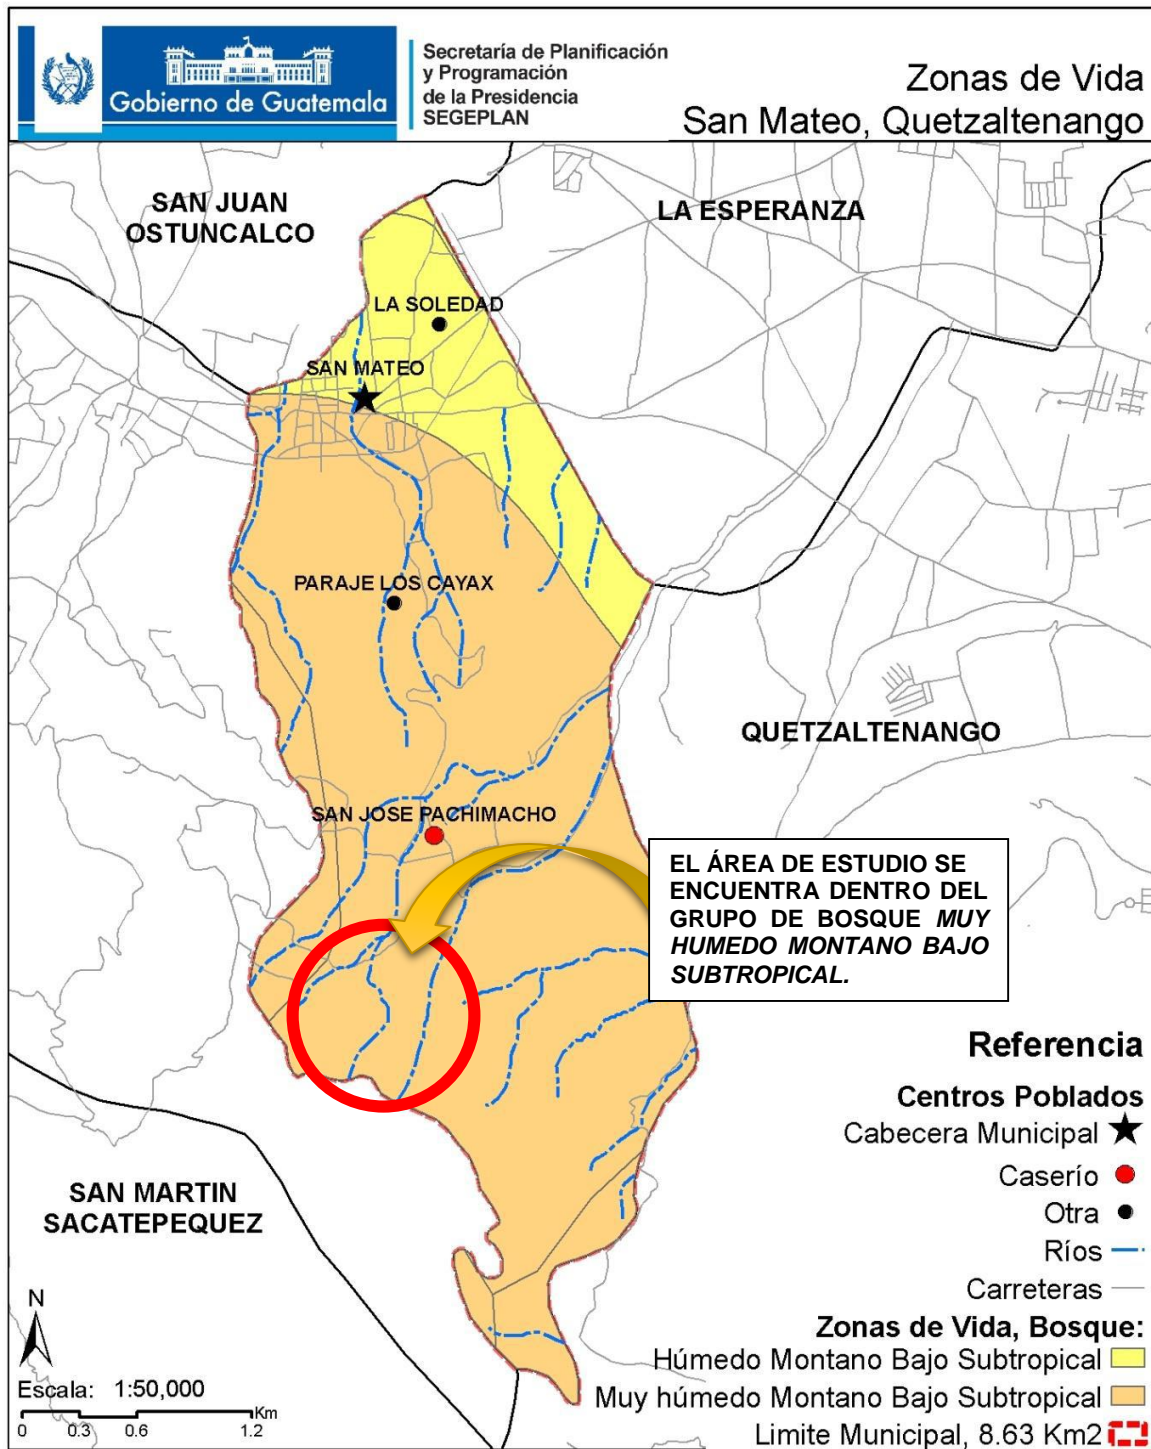 Gobierno de Guatemala
Secretaría de Planificación
y Programación
de la Presidencia
SEGEPLAN
Zonas de Vida
San Mateo, Quetzaltenango
SAN JUAN
OSTUNCALCO
LA ESPERANZA
LA SOLEDAD
SAN MATEO
PARAJE LOS CAYAX
QUETZALTENANGO
SAN JOSE PACHIMACHO
EL ÁREA DE ESTUDIO SE
ENCUENTRA DENTRO DEL
GRUPO DE BOSQUE MUY
HUMEDO MONTANO BAJO
SUBTROPICAL.
SAN MARTIN
SACATEPEQUEZ
Referencia
Centros Poblados
Cabecera Municipal
Caserío
Otra
Ríos
Carreteras
Zonas de Vida, Bosque:
Húmedo Montano Bajo Subtropical
Muy húmedo Montano Bajo Subtropical
Limite Municipal, 8.63 Km2
N
Escala: 1:50,000
Km
0 0.3 0.6 1.2